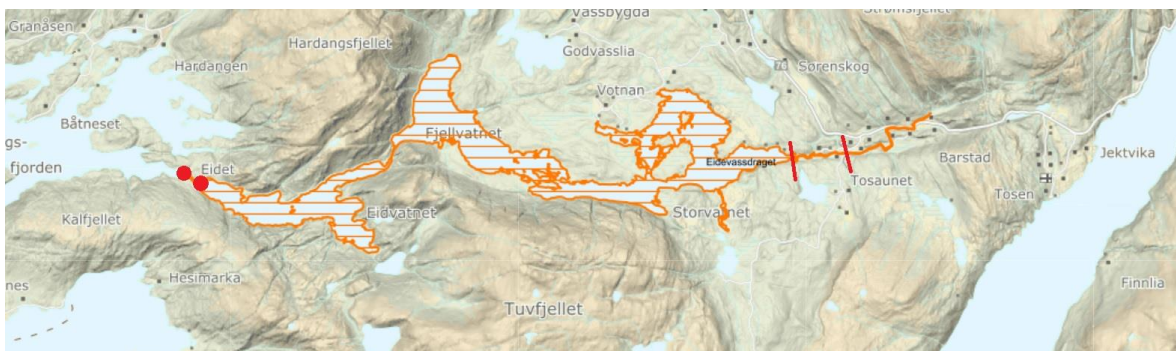 Vassbygda
Strømsfjellet
Granåsen
Hardangsfjellet
Godvasslia
Hardangen
Sørenskog
Votnan
Båtneset
Fjellvatnet
gs-
Eidevassdraget
fjorden
Eidet
Barstad
Jektvika
Tosaunet
Tosen
Kalfjellet
Eidvatnet
Storvatnet
Hesimarka
nes
Finnlia
Tuvfjellet